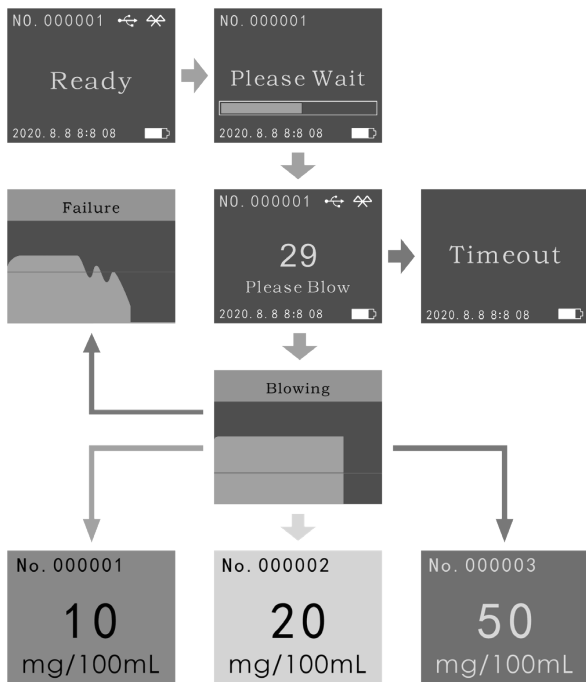 NO. 000001
Ready
2020. 8. 8 8:8 08
NO. 000001
Please Wait
2020. 8. 8 8:8 08
Failure
NO. 000001
29
Please Blow
2020. 8. 8 8:8 08
Timeout
2020. 8. 8 8:8 08
Blowing
No. 000001
10
mg/100mL
No. 000002
20
mg/100mL
No. 000003
50
mg/100mL